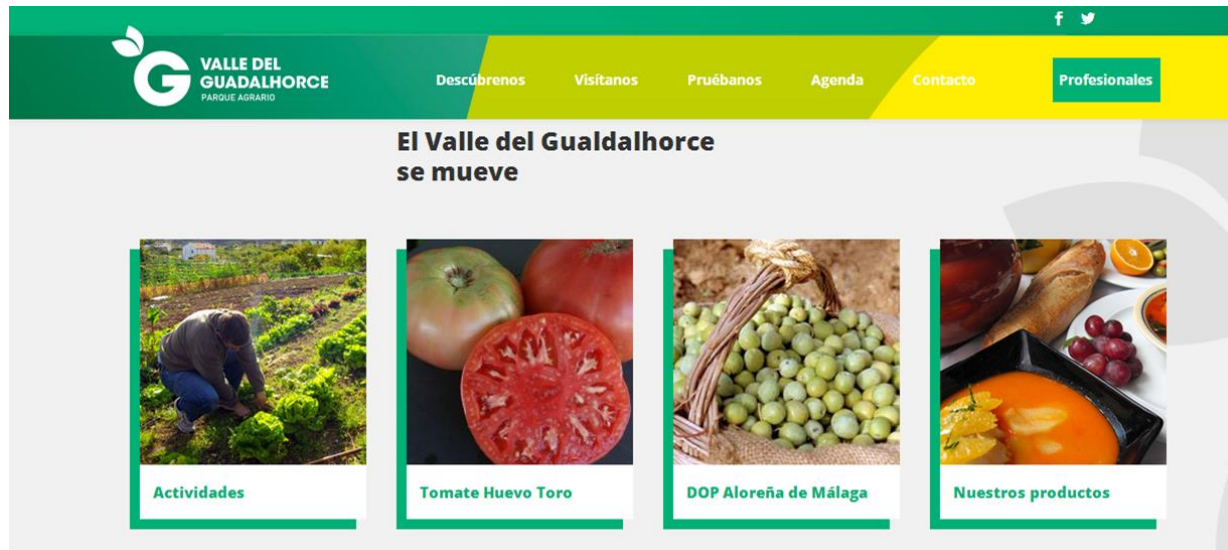 VALLE DEL
GUADALHORCE
PARQUE AGRARIO
Descúbrenos Visítanos Pruébanos Agenda Contacto Profesionales
El Valle del Gualdalhorce
se mueve
Actividades
Tomate Huevo Toro
DOP Aloreña de Málaga
Nuestros productos